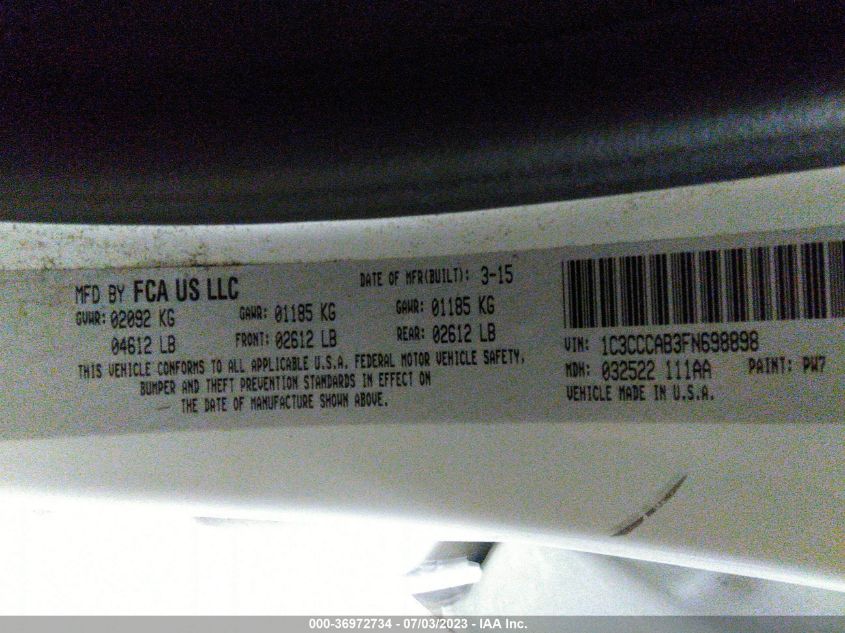 MFD BY FCA US LLC
DATE OF MFR(BUILT): 3-15
GVWR: 02092 KG
GAWR: 01185 KG
GAWR: 01185 KG
04612 LB
FRONT: 02612 LB
REAR: 02612 LB
THIS VEHICLE CONFORMS TO ALL APPLICABLE U.S.A. FEDERAL MOTOR VEHICLE SAFETY,
BUMPER AND THEFT PREVENTION STANDARDS IN EFFECT ON
THE DATE OF MANUFACTURE SHOWN ABOVE.
VIN: 1C3CCCAB3FN698898
MDH: 032522 111AA PAINT: PW7
VEHICLE MADE IN U.S.A.
000-36972734 - 07/03/2023 - IAA Inc.